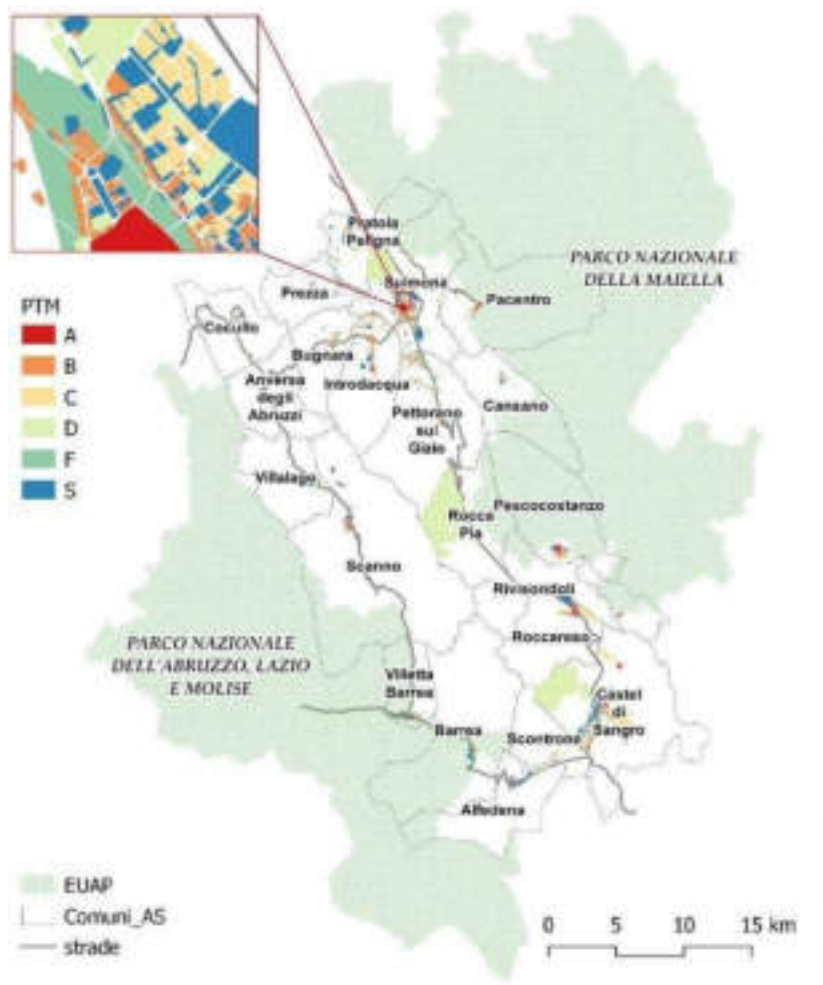 Pratola
Peligna
PARCO NAZIONALE
DELLA MAIELLA
Sulmona
Prezza
Pacentro
PTM
A
B
C
D
F
S
Cocullo
Bugnara
Introdacqua
Anversa
degli
Abruzzi
Cansano
Pettorano
sul
Gizio
Villalago
Pescocostanzo
Rocca
Pia
Scanno
Rivisondoli
Roccaraso
PARCO NAZIONALE
DELL'ABRUZZO, LAZIO
E MOLISE
Villetta
Barrea
Castel
di
Sangro
Barrea
Scontrone
Alfedena
EUAP
Comuni_AS
strade
0 5 10 15 km